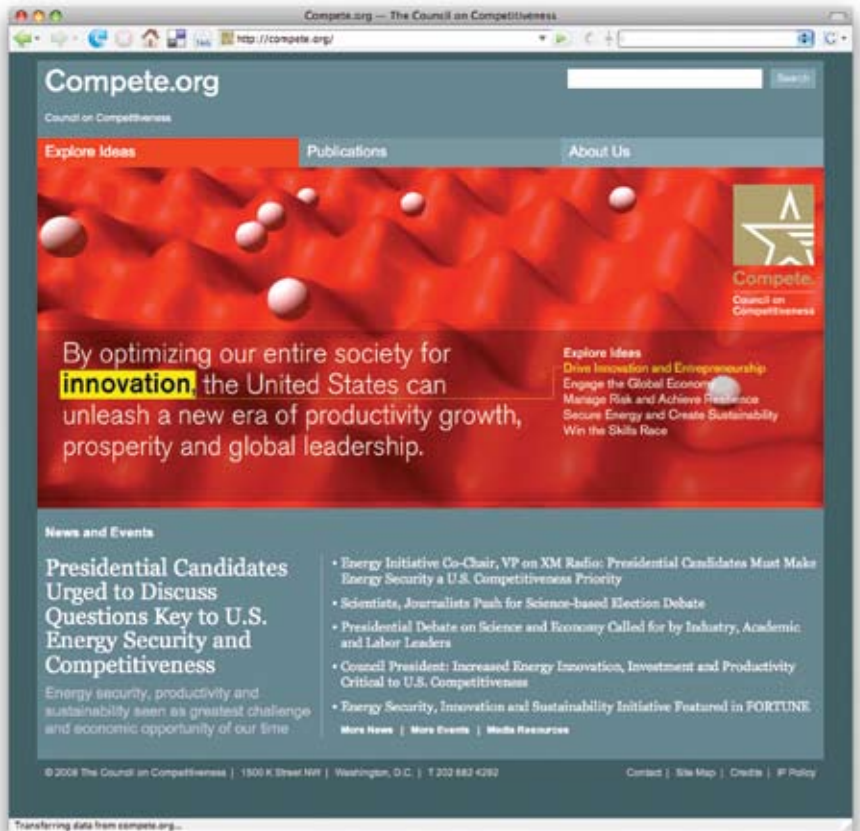 Compete.org — The Council on Competitiveness
http://compete.org/
Compete.org
Search
Council on Competitiveness
Explore Ideas
Publications
About Us
Compete.
Council on
Competitiveness
By optimizing our entire society for
innovation, the United States can
unleash a new era of productivity growth,
prosperity and global leadership.
Explore Ideas
Drive Innovation and Entrepreneurship
Engage the Global Economy
Manage Risk and Achieve Resilience
Secure Energy and Create Sustainability
Win the Skills Race
News and Events
Presidential Candidates
Urged to Discuss
Questions Key to U.S.
Energy Security and
Competitiveness
Energy security, productivity and
sustainability seen as greatest challenge
and economic opportunity of our time
• Energy Initiative Co-Chair, VP on XM Radio: Presidential Candidates Must Make
Energy Security a U.S. Competitiveness Priority
• Scientists, Journalists Push for Science-based Election Debate
• Presidential Debate on Science and Economy Called for by Industry, Academic
and Labor Leaders
• Council President: Increased Energy Innovation, Investment and Productivity
Critical to U.S. Competitiveness
• Energy Security, Innovation and Sustainability Initiative Featured in FORTUNE
More News | More Events | Media Resources
© 2008 The Council on Competitiveness | 1500 K Street NW | Washington, D.C. | T 202 682 4292
Contact | Site Map | Credits | IP Policy
Transferring data from compete.org...